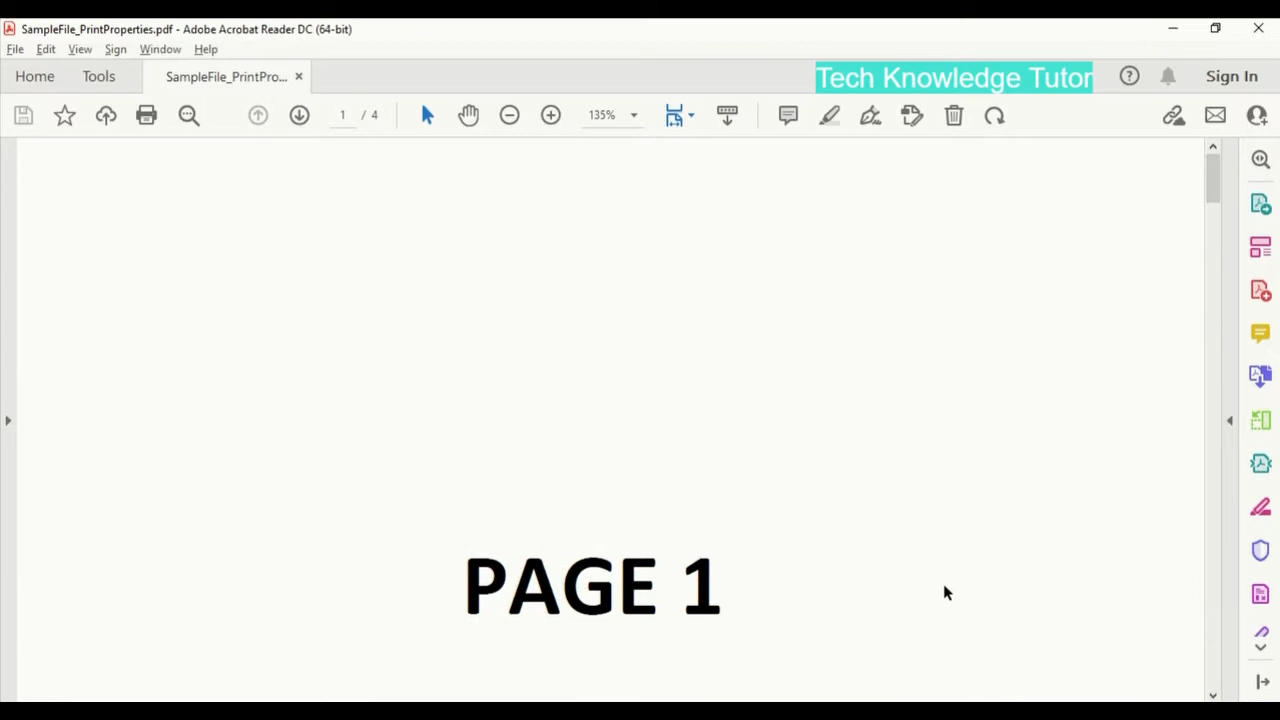 SampleFile_PrintProperties.pdf - Adobe Acrobat Reader DC (64-bit)
File Edit View Sign Window Help
Home Tools SampleFile_PrintPro... × Tech Knowledge Tutor ? Sign In
1 / 4 135%
PAGE 1